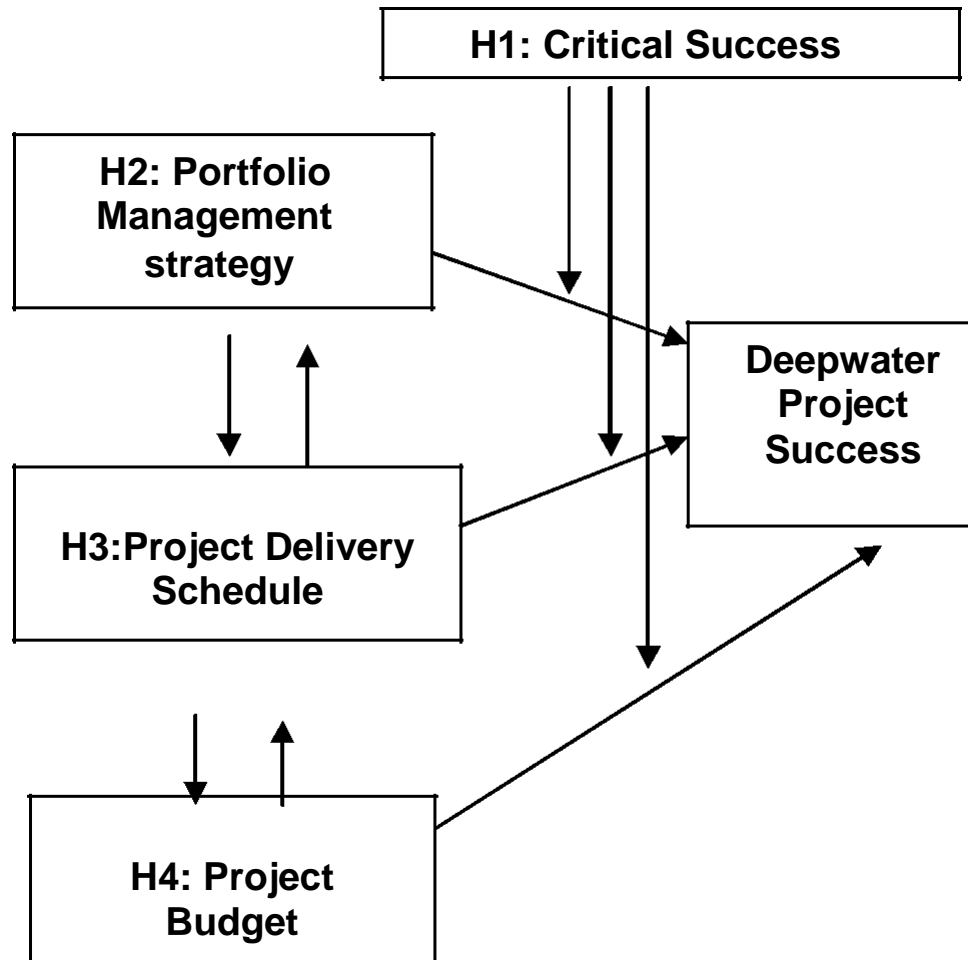 H1: Critical Success
H2: Portfolio
Management
strategy
Deepwater
Project
Success
H3:Project Delivery
Schedule
H4: Project
Budget